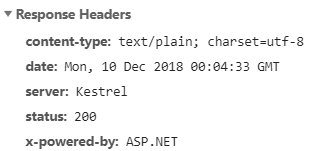 Response Headers
content-type: text/plain; charset=utf-8
date: Mon, 10 Dec 2018 00:04:33 GMT
server: Kestrel
status: 200
x-powered-by: ASP.NET